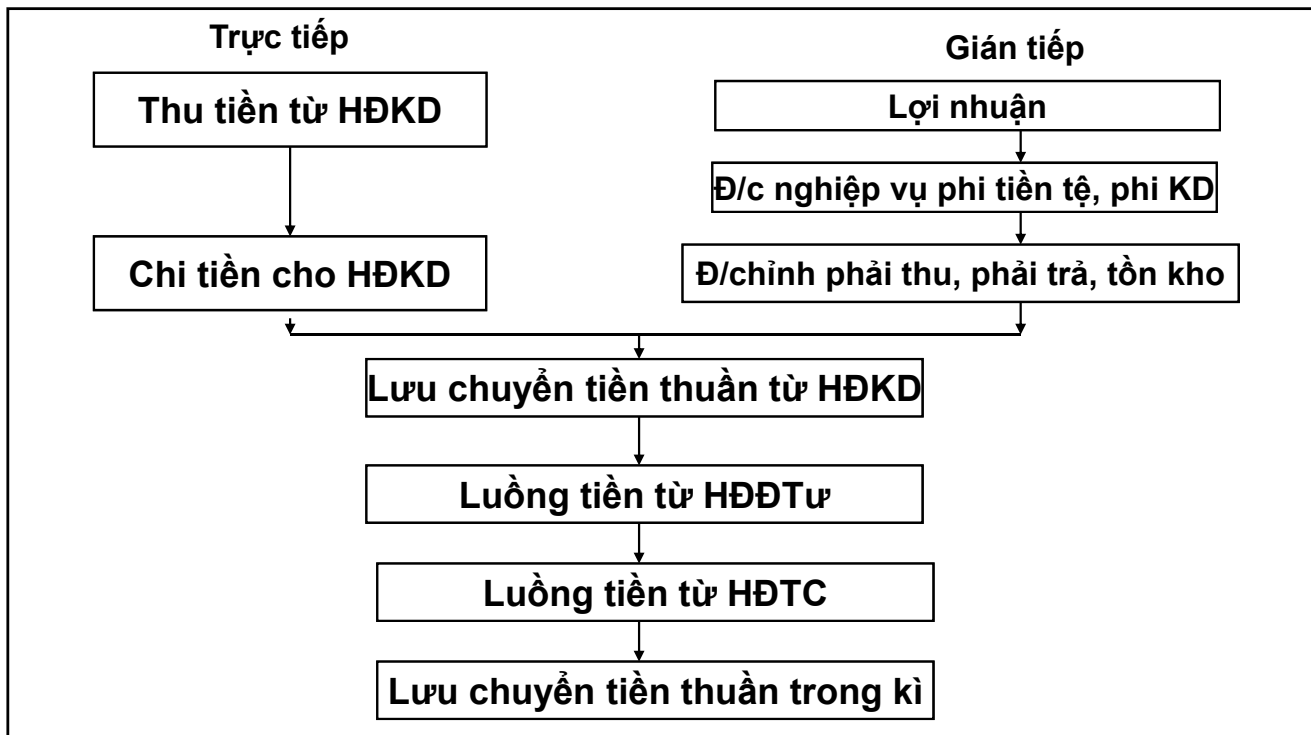 Trực tiếp
Gián tiếp
Thu tiền từ HĐKD
Lợi nhuận
Đ/c nghiệp vụ phi tiền tệ, phi KD
Chi tiền cho HĐKD
Đ/chỉnh phải thu, phải trả, tồn kho
Lưu chuyển tiền thuần từ HĐKD
Luồng tiền từ HĐĐTư
Luồng tiền từ HĐTC
Lưu chuyển tiền thuần trong kì